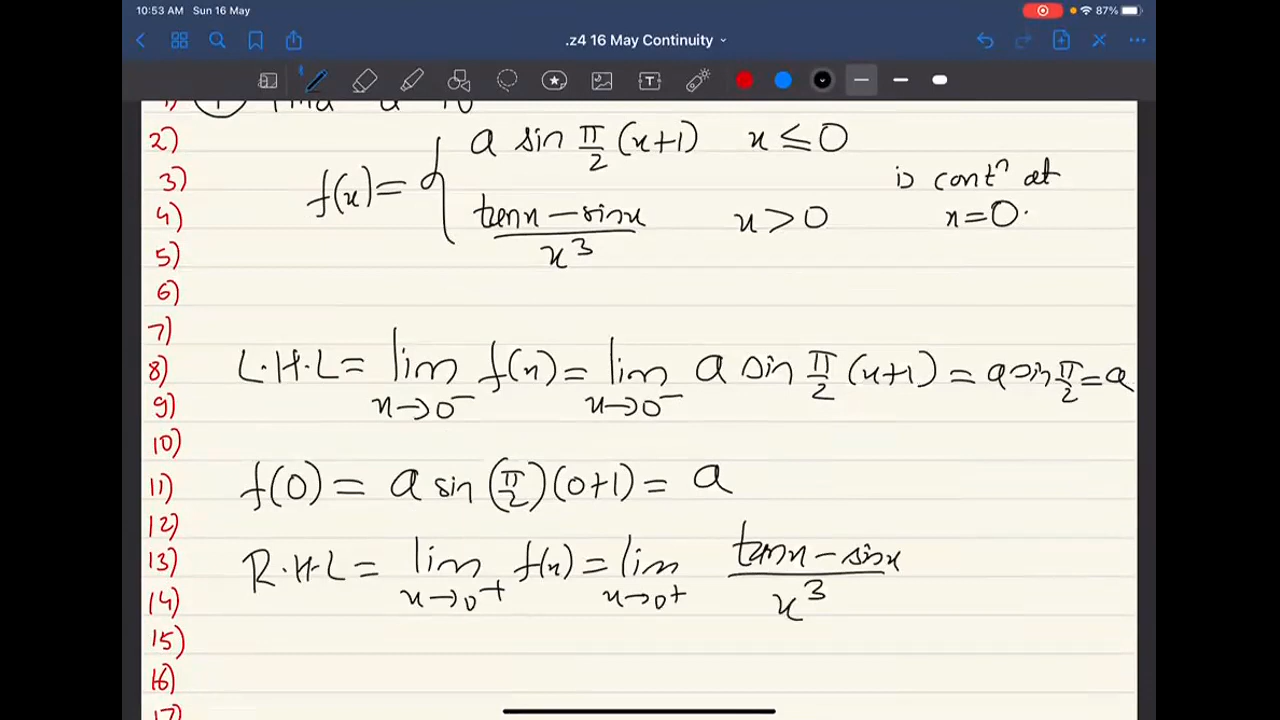 10:53 AM Sun 16 May
87%
.z4 16 May Continuity
2) a sin π/2 (x+1) x ≤ 0
3) f(x) = { is contⁿ at
4) (tanx − sinx)/x³ x > 0 x = 0.
5)
6)
7)
8) L.H.L = lim f(x) = lim a sin π/2 (x+1) = a sin π/2 = a
9) x→0⁻ x→0⁻
10)
11) f(0) = a sin (π/2)(0+1) = a
12)
13) R.H.L = lim f(x) = lim (tanx − sinx)/x³
14) x→0⁺ x→0+
15)
16)
17)